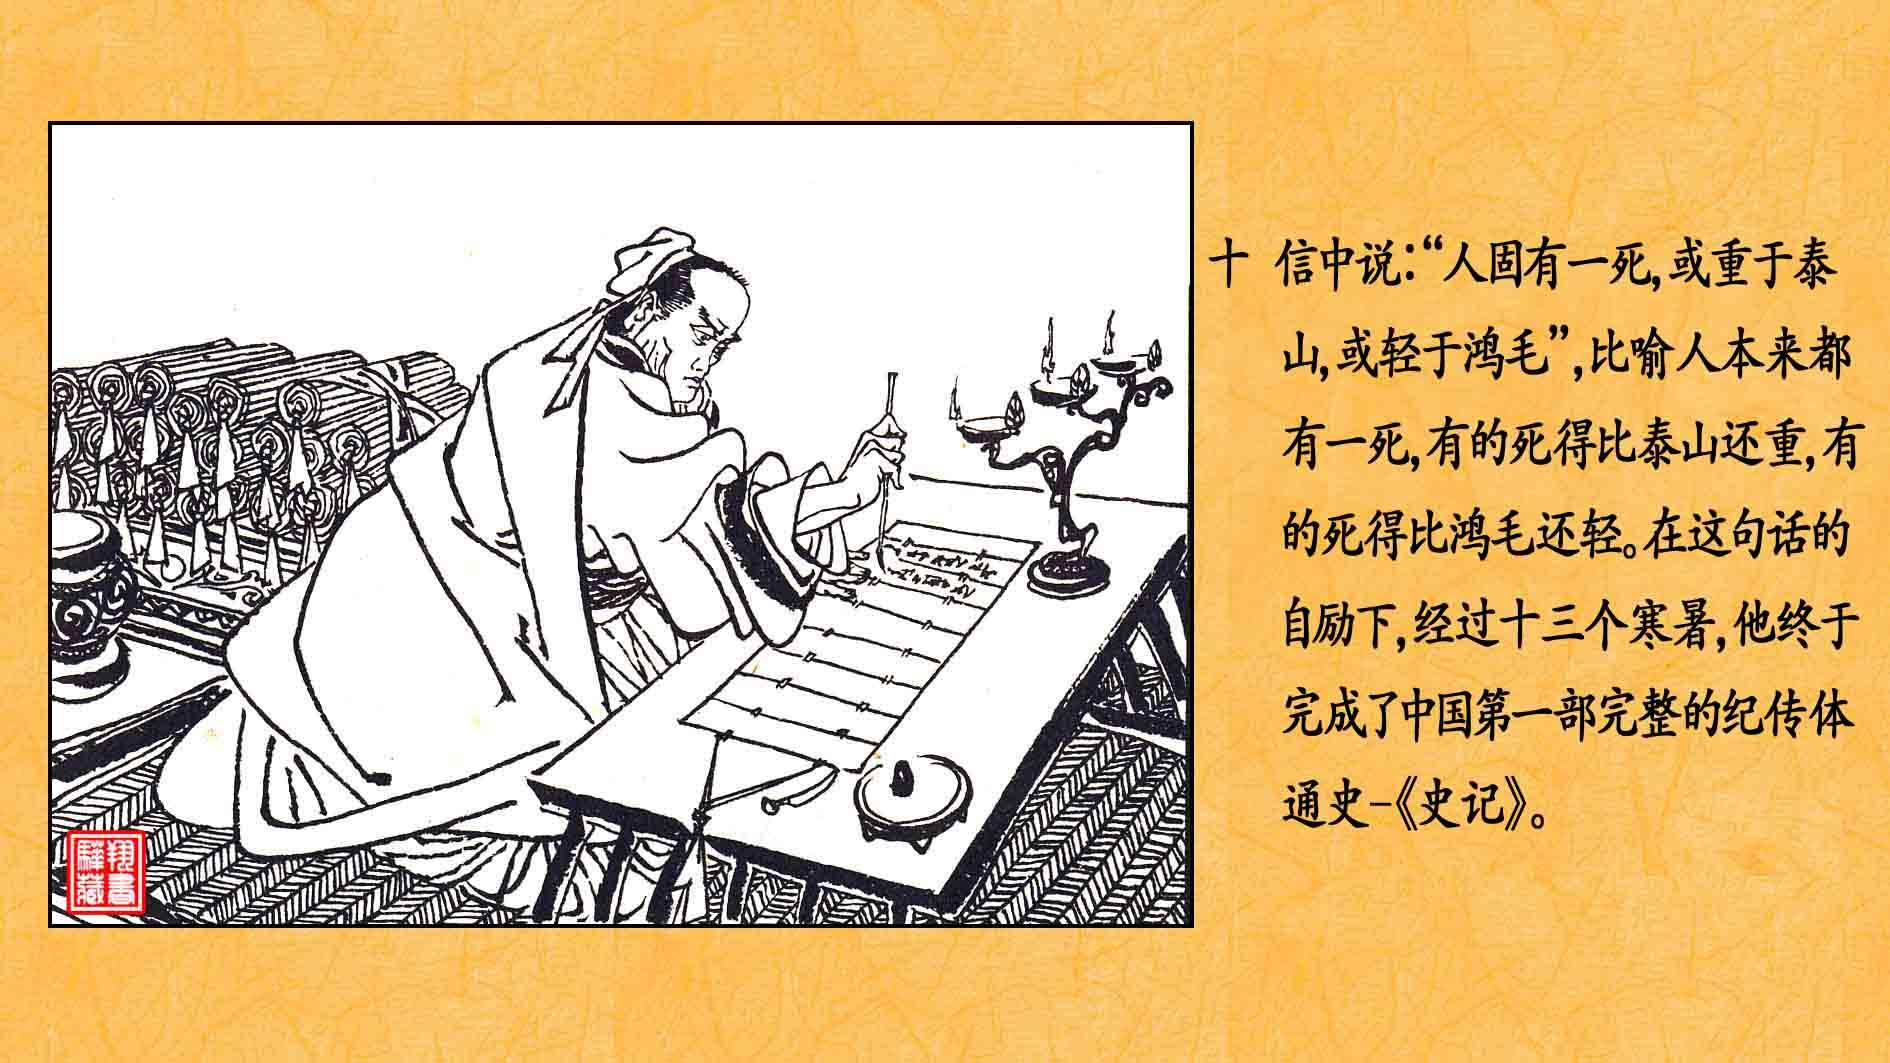 十 信中说：“人固有一死，或重于泰
山，或轻于鸿毛”，比喻人本来都
有一死，有的死得比泰山还重，有
的死得比鸿毛还轻。在这句话的
自励下，经过十三个寒暑，他终于
完成了中国第一部完整的纪传体
通史-《史记》。